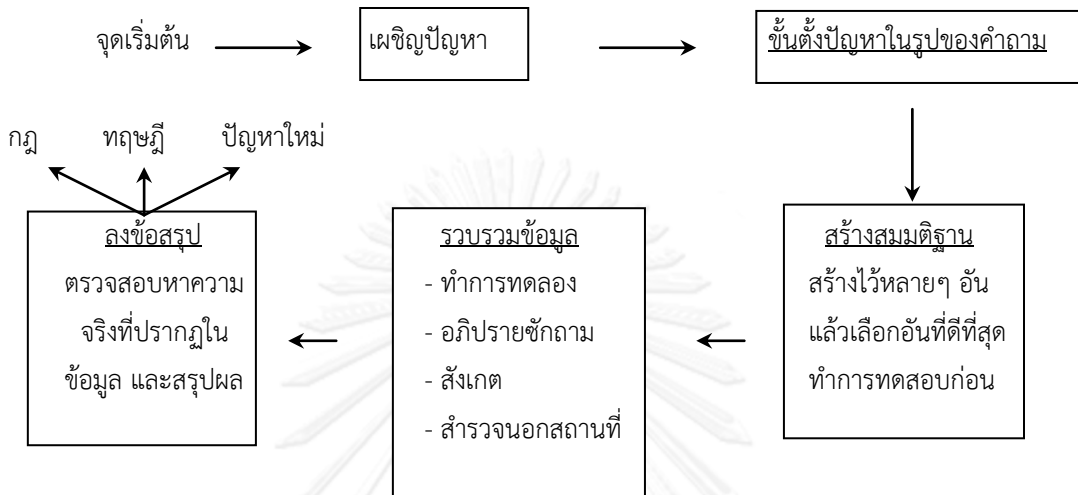 จุดเริ่มต้น
เผชิญปัญหา
ขั้นตั้งปัญหาในรูปของคำถาม
สร้างสมมติฐาน
สร้างไว้หลายๆ อัน
แล้วเลือกอันที่ดีที่สุด
ทำการทดสอบก่อน
รวบรวมข้อมูล
- ทำการทดลอง
- อภิปรายซักถาม
- สังเกต
- สำรวจนอกสถานที่
ลงข้อสรุป
ตรวจสอบหาความ
จริงที่ปรากฏใน
ข้อมูล และสรุปผล
กฎ
ทฤษฎี
ปัญหาใหม่